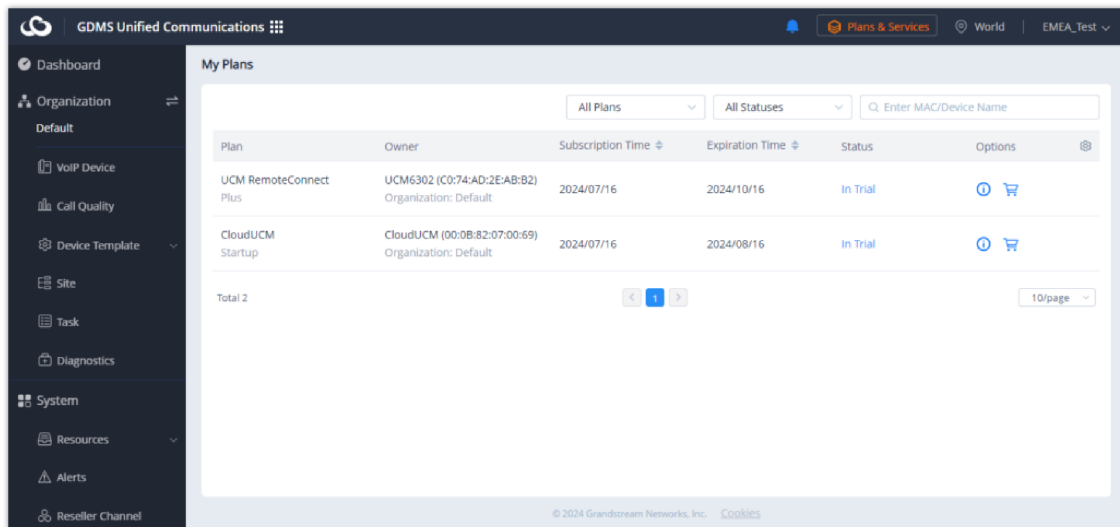 GDMS Unified Communications
Plans & Services
World
EMEA_Test
Dashboard
Organization
Default
VoIP Device
Call Quality
Device Template
Site
Task
Diagnostics
System
Resources
Alerts
Reseller Channel
My Plans
All Plans
All Statuses
Enter MAC/Device Name
Plan Owner Subscription Time Expiration Time Status Options
UCM RemoteConnect UCM6302 (C0:74:AD:2E:AB:B2) 2024/07/16 2024/10/16 In Trial
Plus Organization: Default
CloudUCM CloudUCM (00:0B:82:07:00:69) 2024/07/16 2024/08/16 In Trial
Startup Organization: Default
Total 2
1
10/page
© 2024 Grandstream Networks, Inc. Cookies